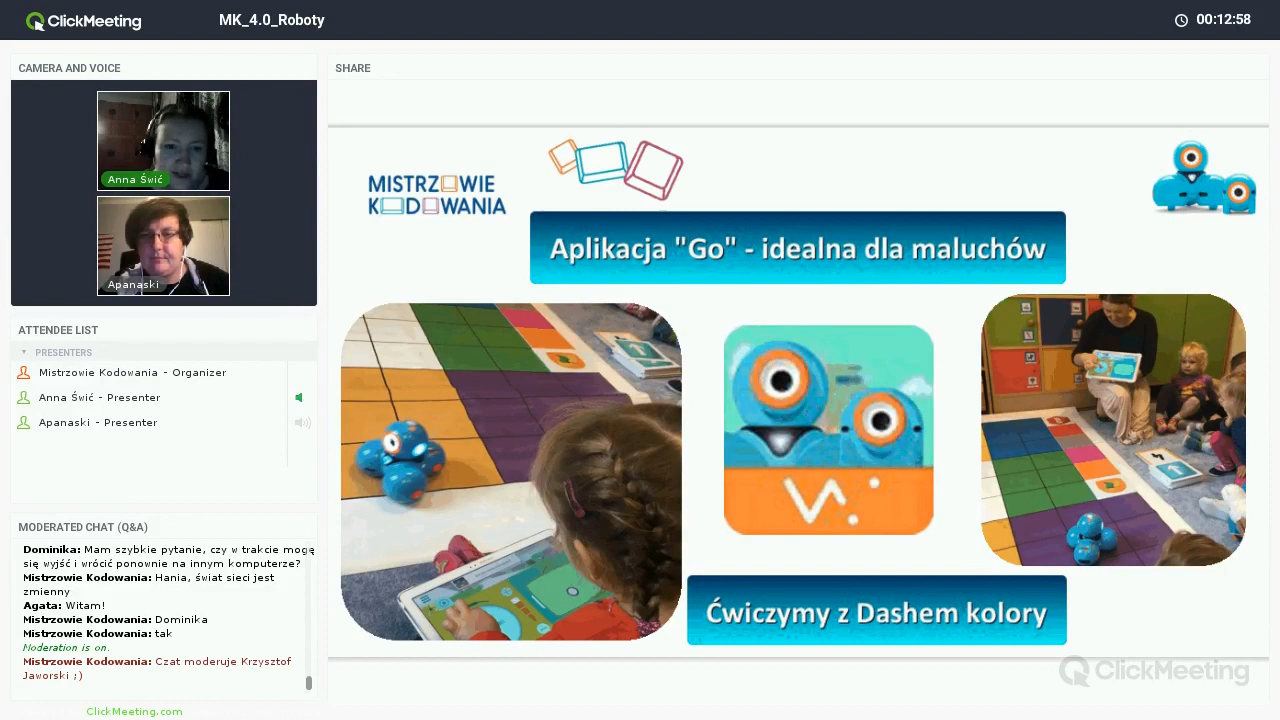 ClickMeeting
MK_4.0_Roboty
00:12:58
CAMERA AND VOICE
Anna Świć
Apanaski
ATTENDEE LIST
PRESENTERS
Mistrzowie Kodowania - Organizer
Anna Świć - Presenter
Apanaski - Presenter
MODERATED CHAT (Q&A)
Dominika: Mam szybkie pytanie, czy w trakcie mogę
się wyjść i wrócić ponownie na innym komputerze?
Mistrzowie Kodowania: Hania, świat sieci jest
zmienny
Agata: Witam!
Mistrzowie Kodowania: Dominika
Mistrzowie Kodowania: tak
Moderation is on.
Mistrzowie Kodowania: Czat moderuje Krzysztof
Jaworski ;)
ClickMeeting.com
SHARE
MISTRZOWIE
KODOWANIA
Aplikacja "Go" - idealna dla maluchów
Ćwiczymy z Dashem kolory
ClickMeeting